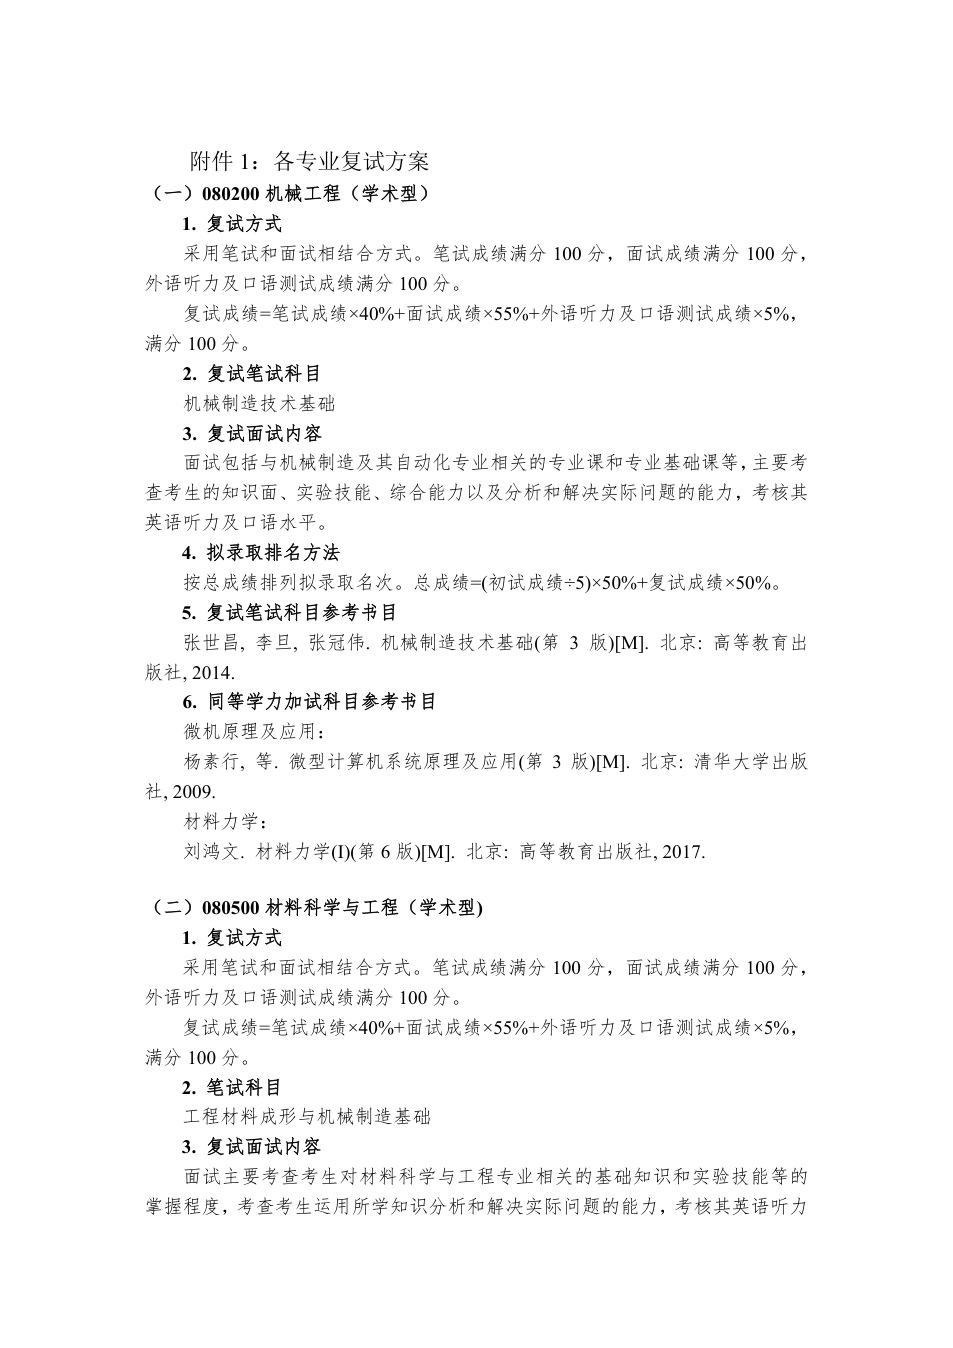 附件 1：各专业复试方案
（一）080200 机械工程（学术型）
1. 复试方式
采用笔试和面试相结合方式。笔试成绩满分 100 分，面试成绩满分 100 分，
外语听力及口语测试成绩满分 100 分。
复试成绩=笔试成绩×40%+面试成绩×55%+外语听力及口语测试成绩×5%，
满分 100 分。
2. 复试笔试科目
机械制造技术基础
3. 复试面试内容
面试包括与机械制造及其自动化专业相关的专业课和专业基础课等，主要考
查考生的知识面、实验技能、综合能力以及分析和解决实际问题的能力，考核其
英语听力及口语水平。
4. 拟录取排名方法
按总成绩排列拟录取名次。总成绩=(初试成绩÷5)×50%+复试成绩×50%。
5. 复试笔试科目参考书目
张世昌, 李旦, 张冠伟. 机械制造技术基础(第 3 版)[M]. 北京: 高等教育出
版社, 2014.
6. 同等学力加试科目参考书目
微机原理及应用：
杨素行, 等. 微型计算机系统原理及应用(第 3 版)[M]. 北京: 清华大学出版
社, 2009.
材料力学：
刘鸿文. 材料力学(I)(第 6 版)[M]. 北京: 高等教育出版社, 2017.
（二）080500 材料科学与工程（学术型)
1. 复试方式
采用笔试和面试相结合方式。笔试成绩满分 100 分，面试成绩满分 100 分，
外语听力及口语测试成绩满分 100 分。
复试成绩=笔试成绩×40%+面试成绩×55%+外语听力及口语测试成绩×5%，
满分 100 分。
2. 笔试科目
工程材料成形与机械制造基础
3. 复试面试内容
面试主要考查考生对材料科学与工程专业相关的基础知识和实验技能等的
掌握程度，考查考生运用所学知识分析和解决实际问题的能力，考核其英语听力